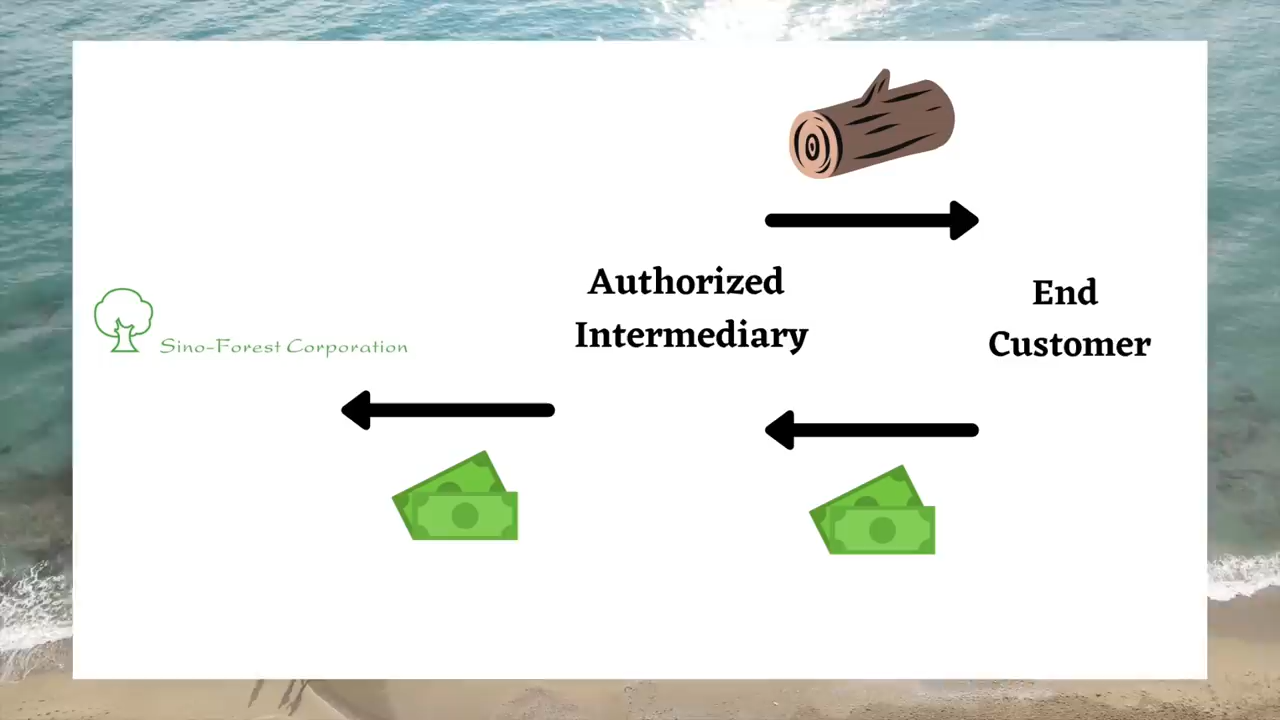 Authorized
Intermediary
End
Customer
Sino-Forest Corporation